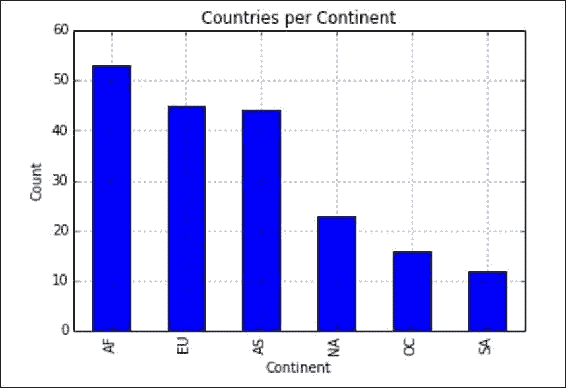 Countries per Continent
60
50
40
30
20
10
0
Count
AF
EU
AS
NA
OC
SA
Continent